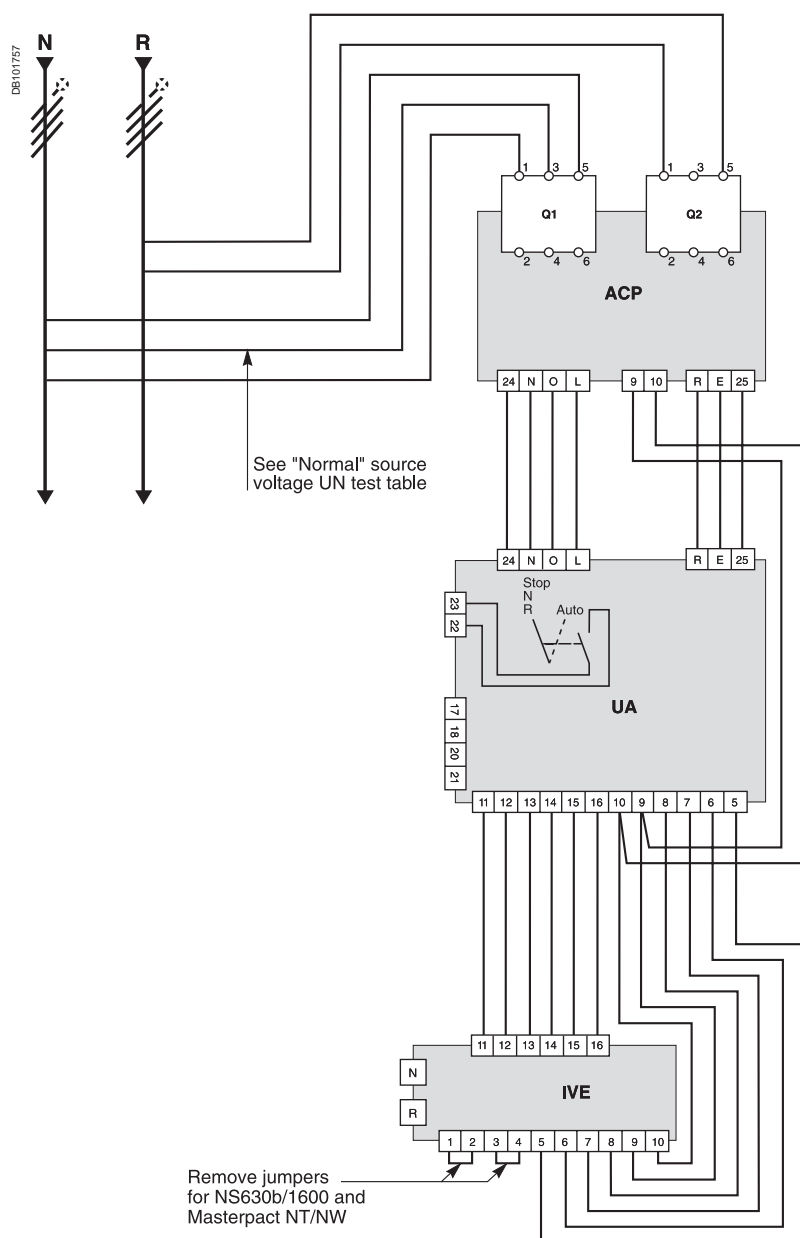 DB101757
N R
1 3 5 1 3 5
Q1 Q2
2 4 6 2 4 6
ACP
24 N O L 9 10 R E 25
See "Normal" source
voltage UN test table
24 N O L R E 25
Stop
N
R Auto
23
22
UA
17
18
20
21
11 12 13 14 15 16 10 9 8 7 6 5
11 12 13 14 15 16
N
IVE
R
1 2 3 4 5 6 7 8 9 10
Remove jumpers
for NS630b/1600 and
Masterpact NT/NW